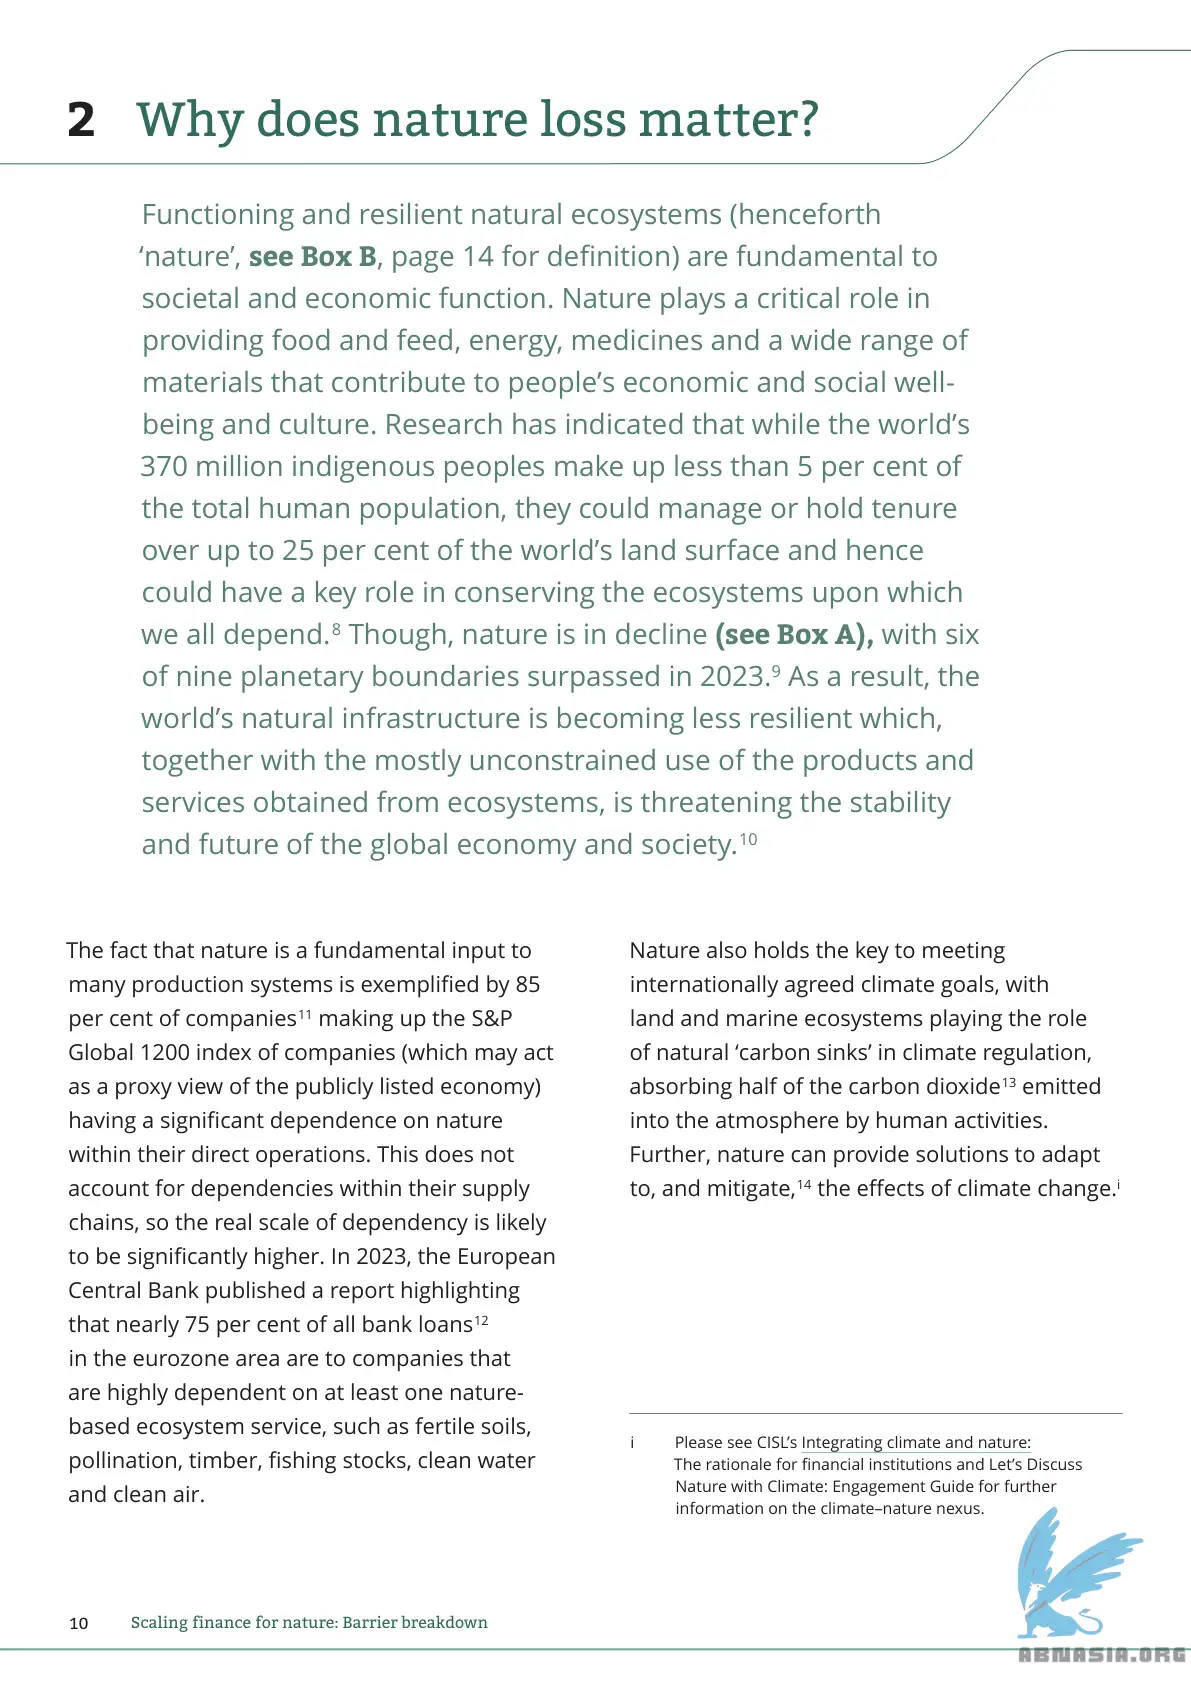 2 Why does nature loss matter?
Functioning and resilient natural ecosystems (henceforth
‘nature’, see Box B, page 14 for definition) are fundamental to
societal and economic function. Nature plays a critical role in
providing food and feed, energy, medicines and a wide range of
materials that contribute to people’s economic and social well-
being and culture. Research has indicated that while the world’s
370 million indigenous peoples make up less than 5 per cent of
the total human population, they could manage or hold tenure
over up to 25 per cent of the world’s land surface and hence
could have a key role in conserving the ecosystems upon which
we all depend.8 Though, nature is in decline (see Box A), with six
of nine planetary boundaries surpassed in 2023.9 As a result, the
world’s natural infrastructure is becoming less resilient which,
together with the mostly unconstrained use of the products and
services obtained from ecosystems, is threatening the stability
and future of the global economy and society.10
The fact that nature is a fundamental input to
many production systems is exemplified by 85
per cent of companies11 making up the S&P
Global 1200 index of companies (which may act
as a proxy view of the publicly listed economy)
having a significant dependence on nature
within their direct operations. This does not
account for dependencies within their supply
chains, so the real scale of dependency is likely
to be significantly higher. In 2023, the European
Central Bank published a report highlighting
that nearly 75 per cent of all bank loans12
in the eurozone area are to companies that
are highly dependent on at least one nature-
based ecosystem service, such as fertile soils,
pollination, timber, fishing stocks, clean water
and clean air.
Nature also holds the key to meeting
internationally agreed climate goals, with
land and marine ecosystems playing the role
of natural ‘carbon sinks’ in climate regulation,
absorbing half of the carbon dioxide13 emitted
into the atmosphere by human activities.
Further, nature can provide solutions to adapt
to, and mitigate,14 the effects of climate change.i
i Please see CISL’s Integrating climate and nature:
The rationale for financial institutions and Let’s Discuss
Nature with Climate: Engagement Guide for further
information on the climate–nature nexus.
10 Scaling finance for nature: Barrier breakdown
ABNASIA.ORG